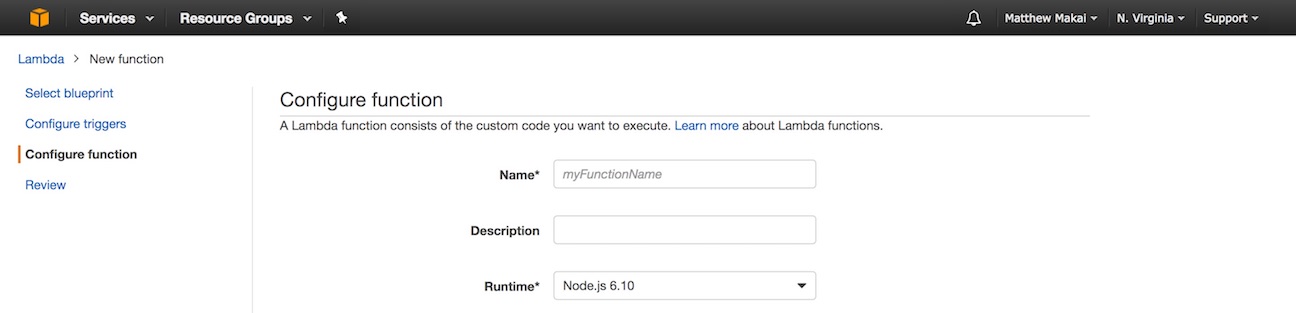 Services Resource Groups Matthew Makai N. Virginia Support
Lambda > New function
Select blueprint
Configure triggers
Configure function
Review
Configure function
A Lambda function consists of the custom code you want to execute. Learn more about Lambda functions.
Name* myFunctionName
Description
Runtime* Node.js 6.10